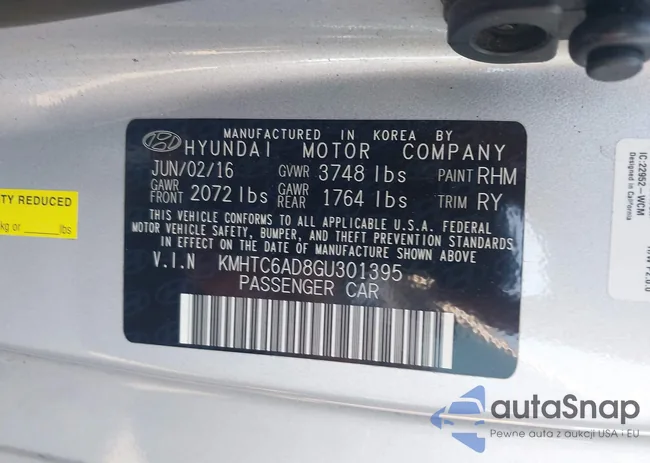 MANUFACTURED IN KOREA BY
HYUNDAI MOTOR COMPANY
JUN/02/16 GVWR 3748 lbs PAINT RHM
GAWR FRONT 2072 lbs GAWR REAR 1764 lbs TRIM RY
THIS VEHICLE CONFORMS TO ALL APPLICABLE U.S.A. FEDERAL
MOTOR VEHICLE SAFETY, BUMPER, AND THEFT PREVENTION STANDARDS
IN EFFECT ON THE DATE OF MANUFACTURE SHOWN ABOVE
V.I.N KMHTC6AD8GU301395
PASSENGER CAR
TY REDUCED
kg or lbs
IC:22952-WCM
Designed in California
autaSnap
Pewne auta z aukcji USA i EU